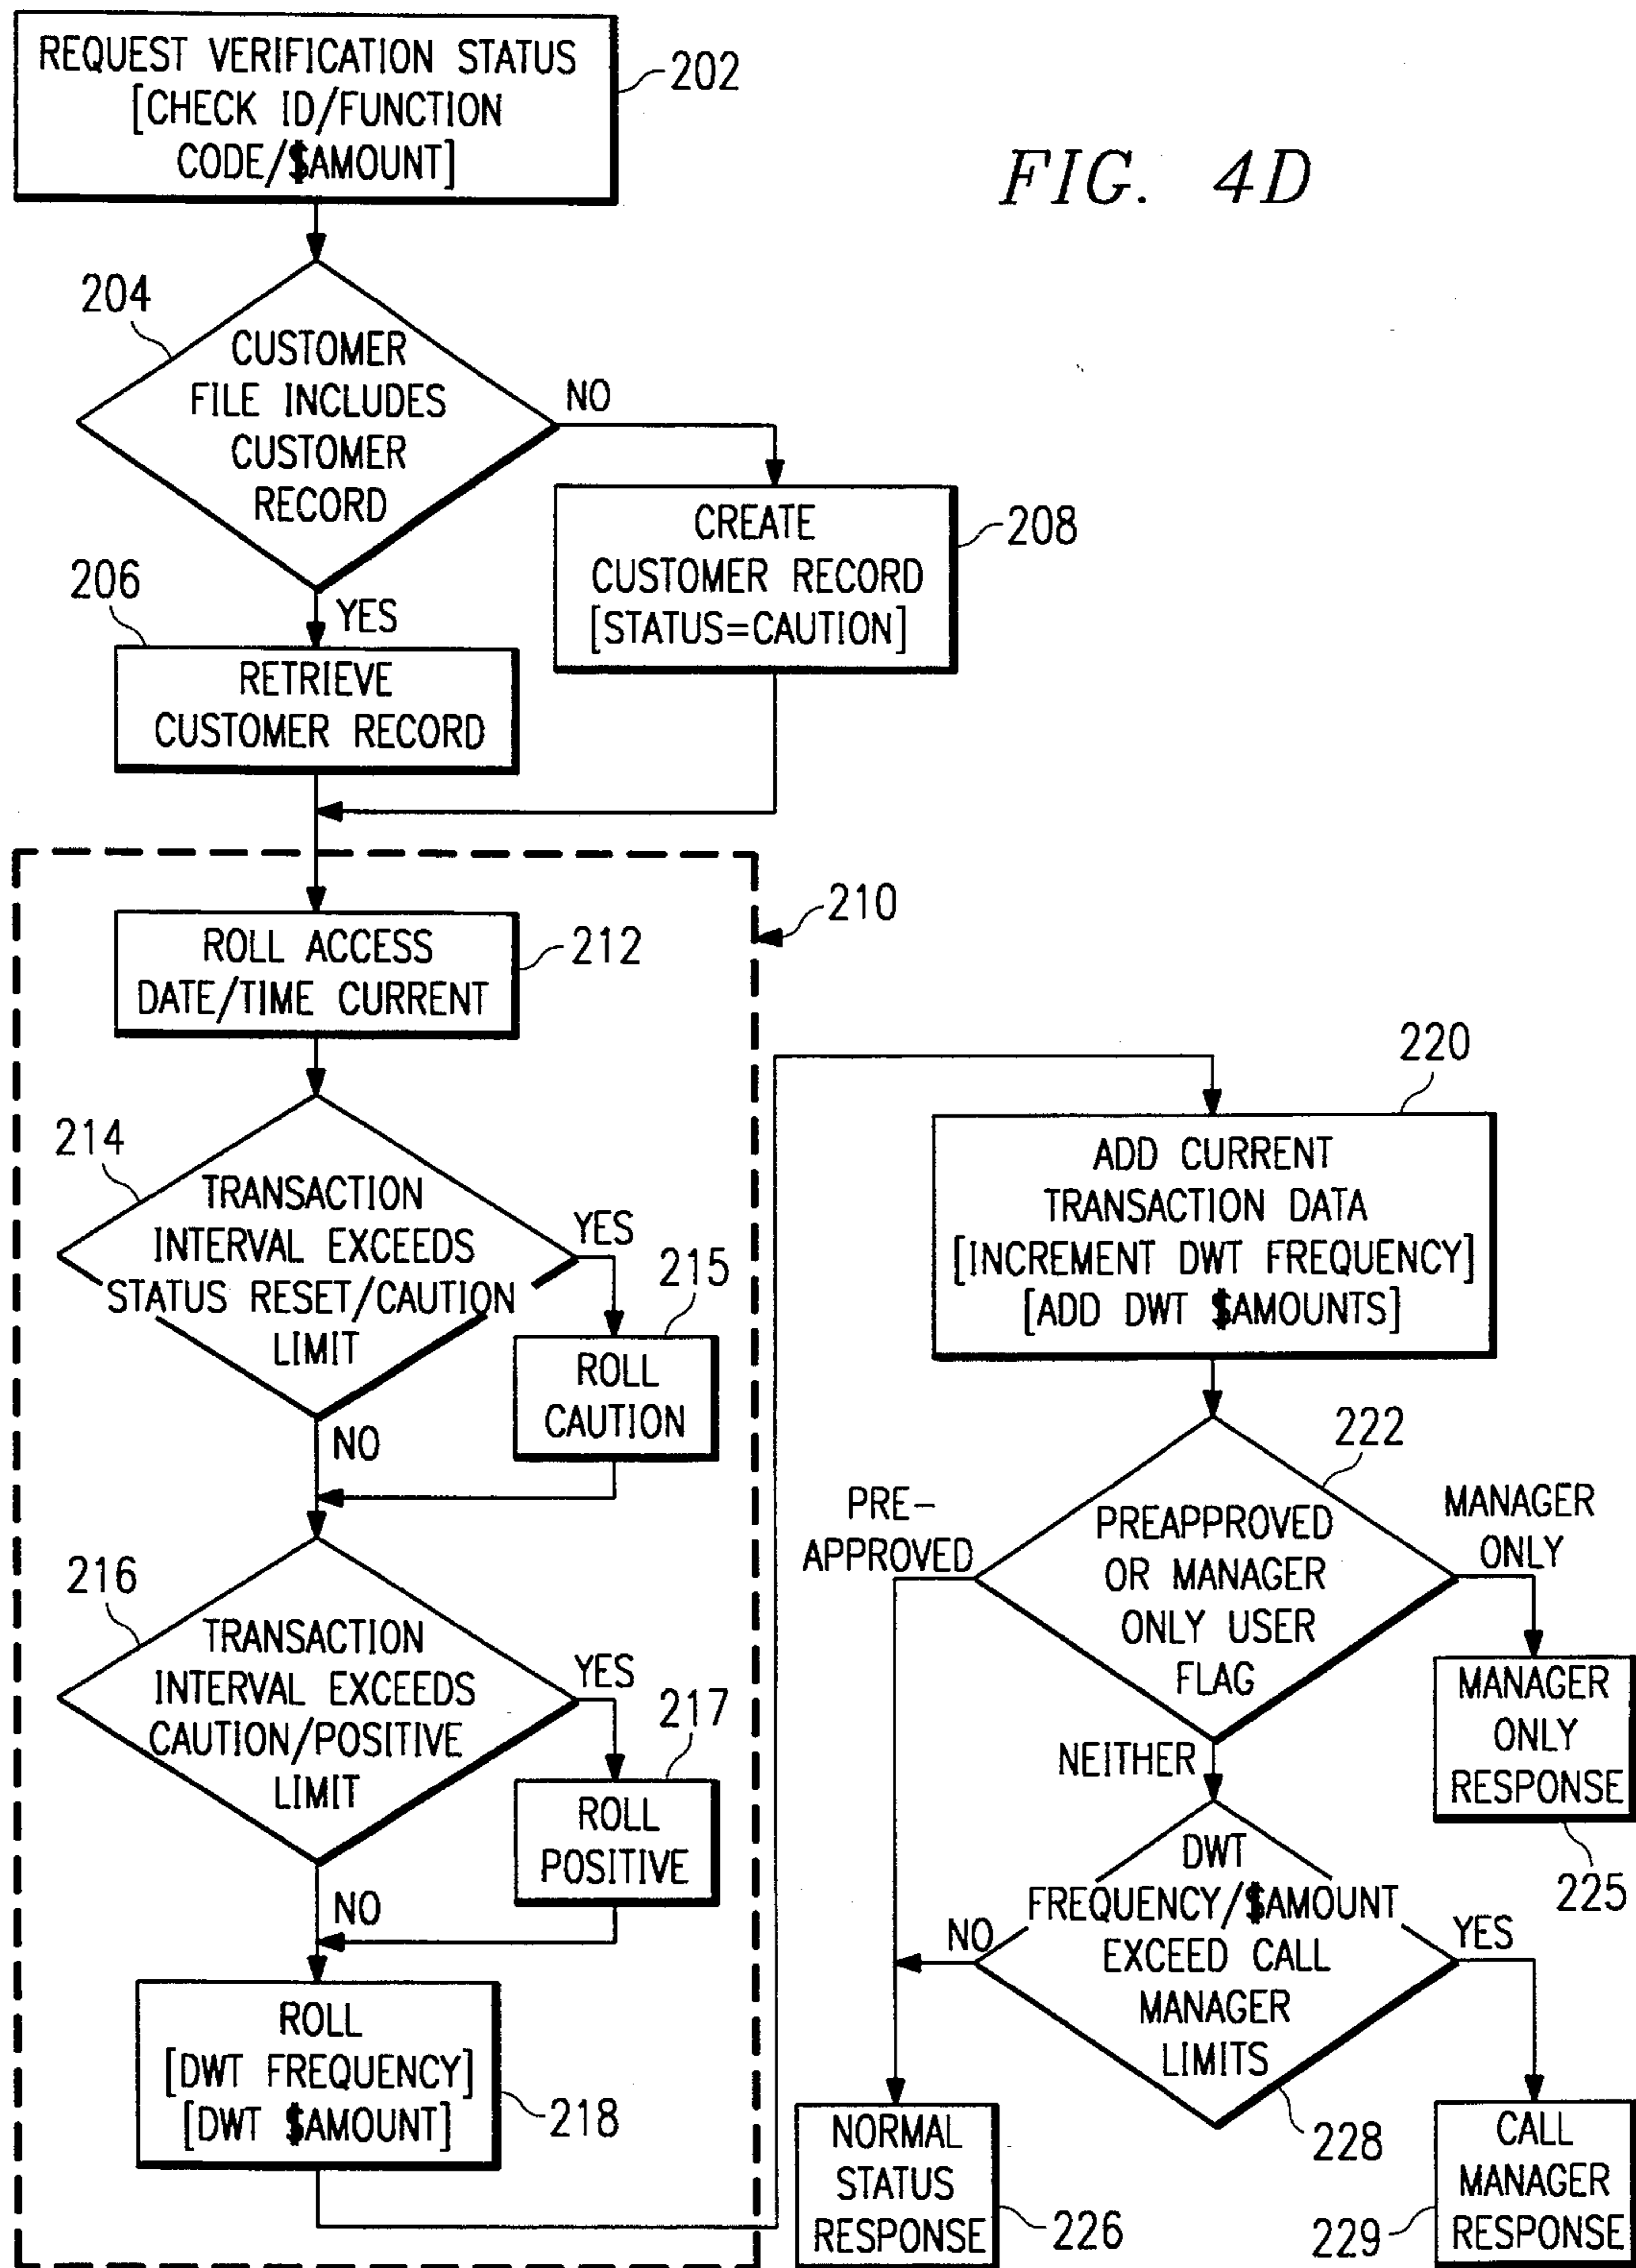 REQUEST VERIFICATION STATUS
[CHECK ID/FUNCTION
CODE/$AMOUNT]
202
FIG. 4D
204
CUSTOMER
FILE INCLUDES
CUSTOMER
RECORD
NO
CREATE
CUSTOMER RECORD
[STATUS=CAUTION]
208
206
YES
RETRIEVE
CUSTOMER RECORD
210
ROLL ACCESS
DATE/TIME CURRENT
212
214
TRANSACTION
INTERVAL EXCEEDS
STATUS RESET/CAUTION
LIMIT
YES
215
ROLL
CAUTION
NO
216
TRANSACTION
INTERVAL EXCEEDS
CAUTION/POSITIVE
LIMIT
YES
217
ROLL
POSITIVE
NO
ROLL
[DWT FREQUENCY]
[DWT $AMOUNT]
218
220
ADD CURRENT
TRANSACTION DATA
[INCREMENT DWT FREQUENCY]
[ADD DWT $AMOUNTS]
222
PRE-
APPROVED
PREAPPROVED
OR MANAGER
ONLY USER
FLAG
MANAGER
ONLY
MANAGER
ONLY
RESPONSE
225
NEITHER
DWT
FREQUENCY/$AMOUNT
EXCEED CALL
MANAGER
LIMITS
NO
YES
228
NORMAL
STATUS
RESPONSE
226
CALL
MANAGER
RESPONSE
229